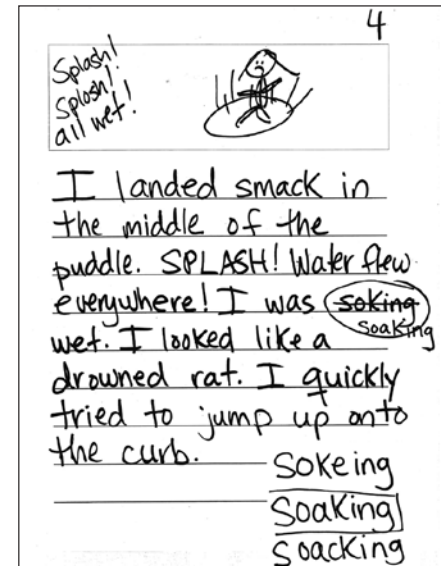 4
Splash!
Splosh!
all wet!
I landed smack in
the middle of the
puddle. SPLASH! Water flew
everywhere! I was soking
soaking
wet. I looked like a
drowned rat. I quickly
tried to jump up onto
the curb.
sokeing
soaking
soacking